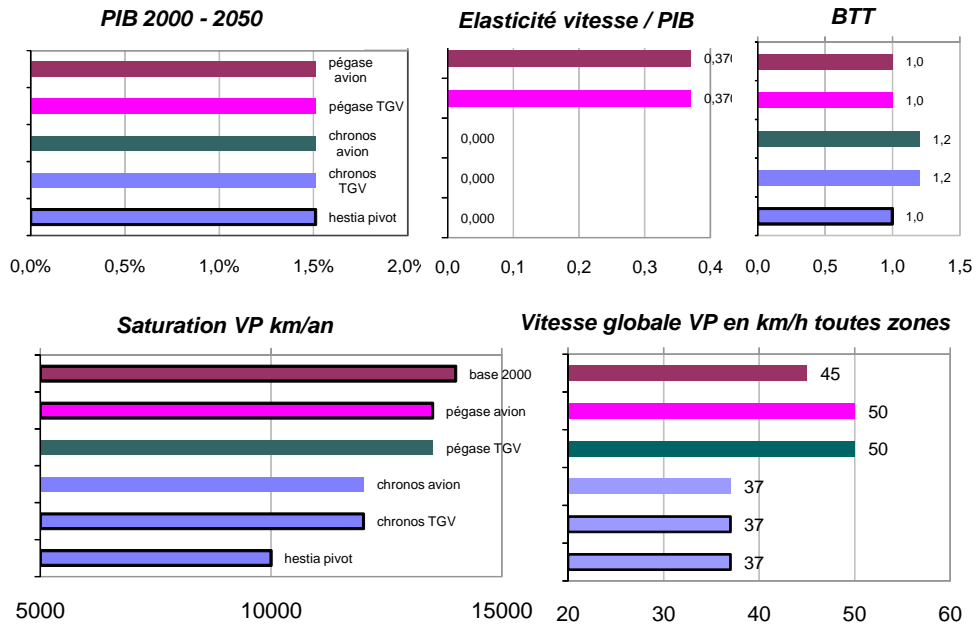 PIB 2000 - 2050
pégase
avion
pégase TGV
chronos
avion
chronos
TGV
hestia pivot
0,0%
0,5%
1,0%
1,5%
2,0%
Elasticité vitesse / PIB
0,370
0,370
0,000
0,000
0,000
0,0
0,1
0,2
0,3
0,4
BTT
1,0
1,0
1,2
1,2
1,0
0,0
0,5
1,0
1,5
Saturation VP km/an
base 2000
pégase avion
pégase TGV
chronos avion
chronos TGV
hestia pivot
5000
10000
15000
Vitesse globale VP en km/h toutes zones
45
50
50
37
37
37
20
30
40
50
60